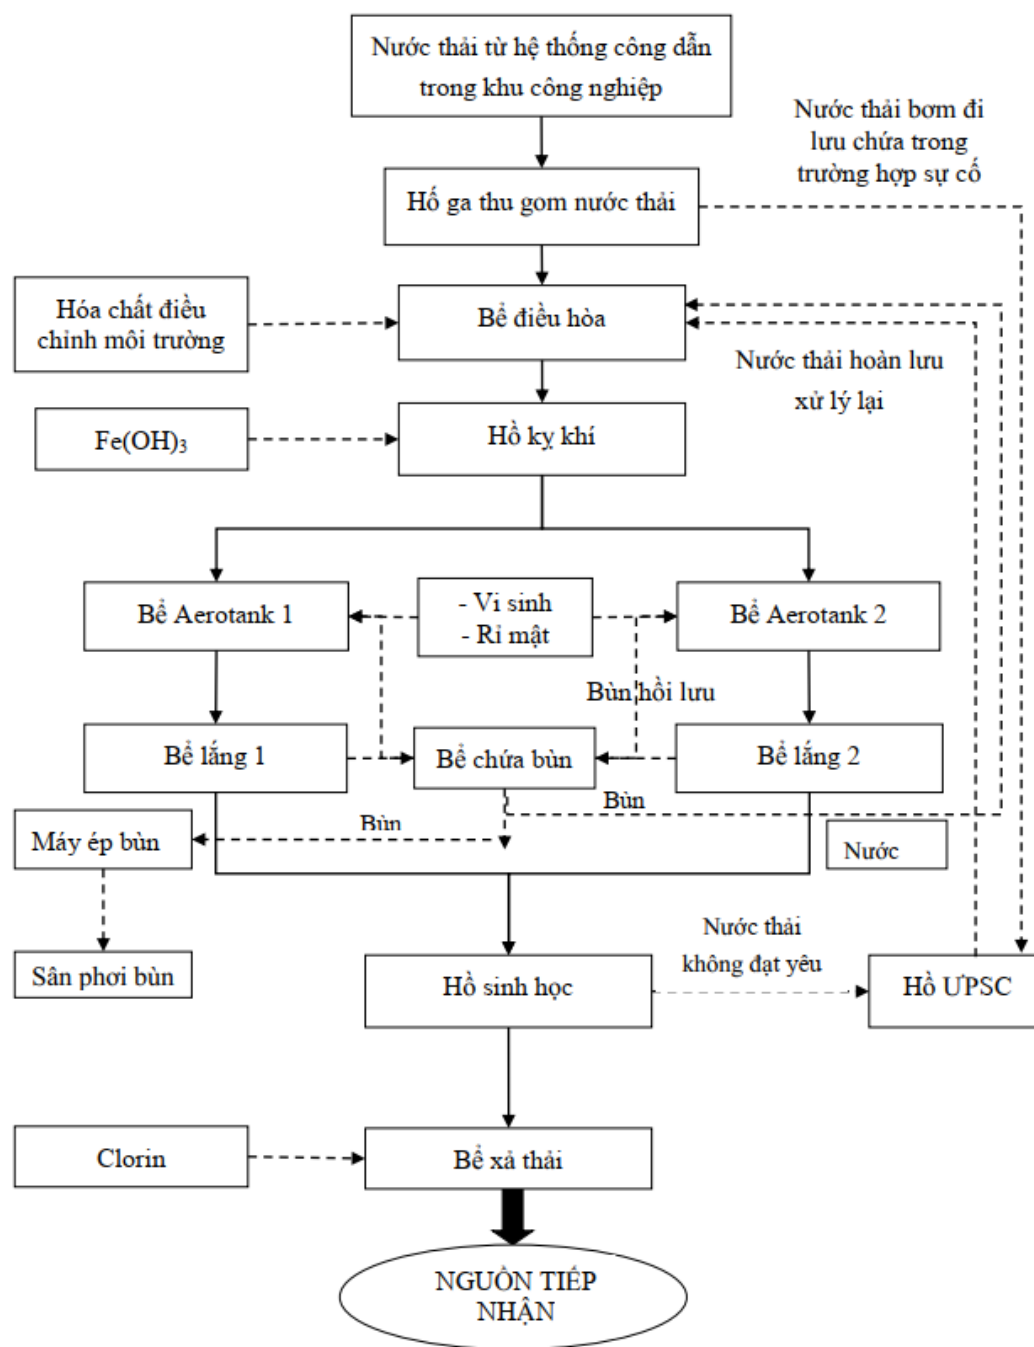 Nước thải từ hệ thống công dẫn
trong khu công nghiệp
Nước thải bơm đi
lưu chứa trong
trường hợp sự cố
Hố ga thu gom nước thải
Hóa chất điều
chỉnh môi trường
Bể điều hòa
Nước thải hoàn lưu
xử lý lại
Fe(OH)₃
Hồ kỵ khí
Bể Aerotank 1
- Vi sinh
- Rỉ mật
Bể Aerotank 2
Bùn hồi lưu
Bể lắng 1
Bể chứa bùn
Bể lắng 2
Bùn
Bùn
Máy ép bùn
Nước
Nước thải
không đạt yêu
Sân phơi bùn
Hồ sinh học
Hồ ƯPSC
Clorin
Bể xả thải
NGUỒN TIẾP
NHẬN